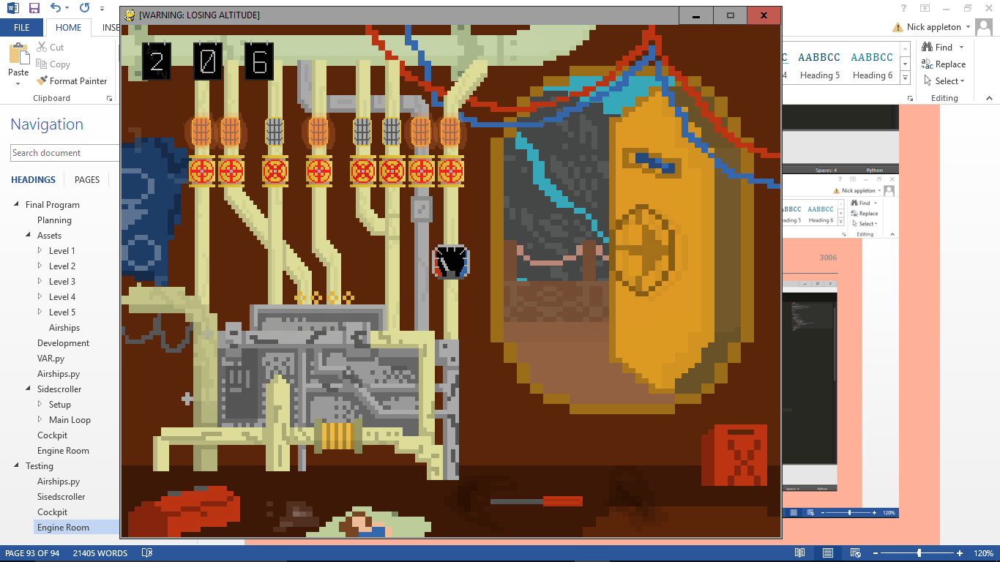 [WARNING: LOSING ALTITUDE]
FILE
HOME
INSE
Nick appleton
Paste
Cut
Copy
Format Painter
Clipboard
AABBCC
AABBCC
4
Heading 5
Heading 6
Find
Replace
Select
Editing
2 0 6
Navigation
Search document
HEADINGS
PAGES
Final Program
Planning
Assets
Level 1
Level 2
Level 3
Level 4
Level 5
Airships
Development
VAR.py
Airships.py
Sidescroller
Setup
Main Loop
Cockpit
Engine Room
Testing
Airships.py
Sisedscroller
Cockpit
Engine Room
Spaces: 4
Python
Nick appleton
ABBCC
AABBCC
eading 5
Heading 6
Find
Replace
Select
Editing
3006
Spaces: 4
Python
120%
PAGE 93 OF 94
21405 WORDS
120%